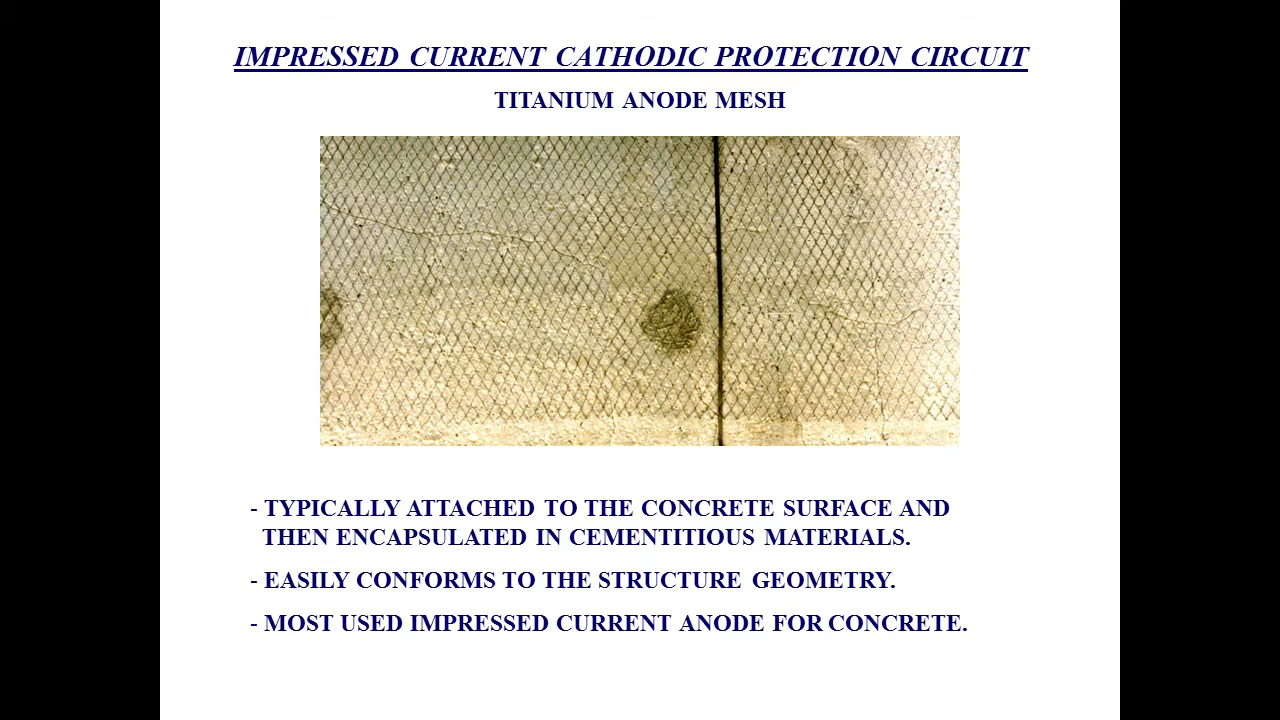 IMPRESSED CURRENT CATHODIC PROTECTION CIRCUIT
TITANIUM ANODE MESH
- TYPICALLY ATTACHED TO THE CONCRETE SURFACE AND
THEN ENCAPSULATED IN CEMENTITIOUS MATERIALS.
- EASILY CONFORMS TO THE STRUCTURE GEOMETRY.
- MOST USED IMPRESSED CURRENT ANODE FOR CONCRETE.